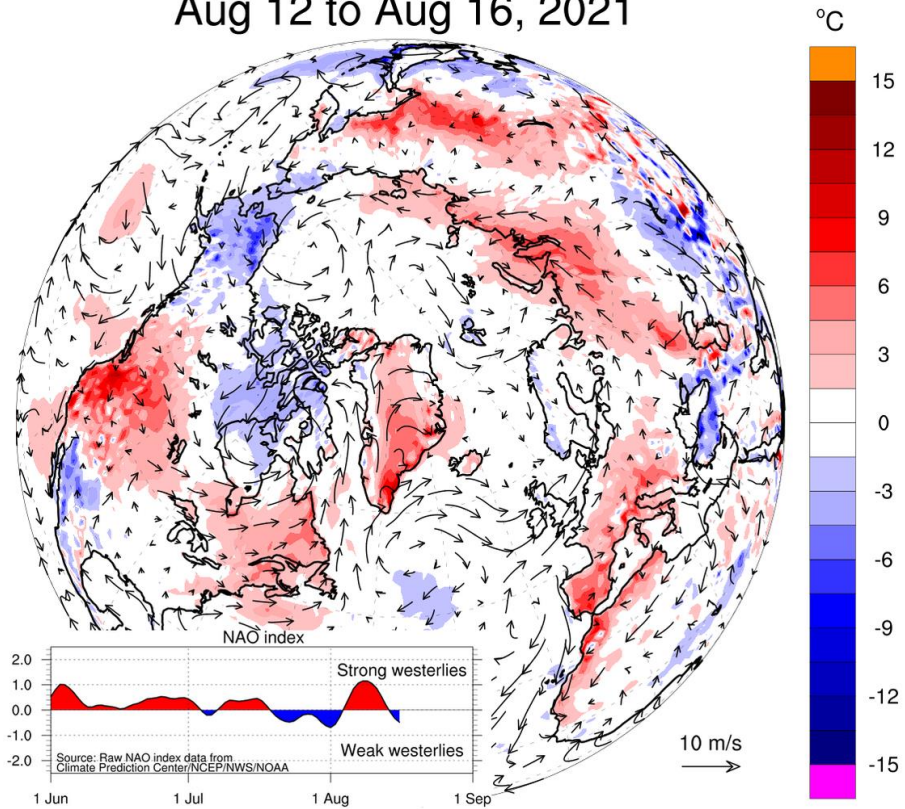 Aug 12 to Aug 16, 2021
°C
15
12
9
6
3
0
-3
-6
-9
-12
-15
NAO index
2.0
1.0
0.0
-1.0
-2.0
Strong westerlies
Weak westerlies
Source: Raw NAO index data from
Climate Prediction Center/NCEP/NWS/NOAA
1 Jun
1 Jul
1 Aug
1 Sep
10 m/s